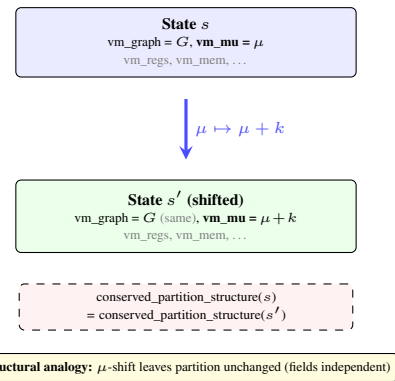 State s
vm_graph = G, vm_mu = μ
vm_regs, vm_mem, …
μ ↦ μ + k
State s′ (shifted)
vm_graph = G (same), vm_mu = μ + k
vm_regs, vm_mem, …
conserved_partition_structure(s)
= conserved_partition_structure(s′)
analogy: μ-shift leaves partition unchanged (fields independent)